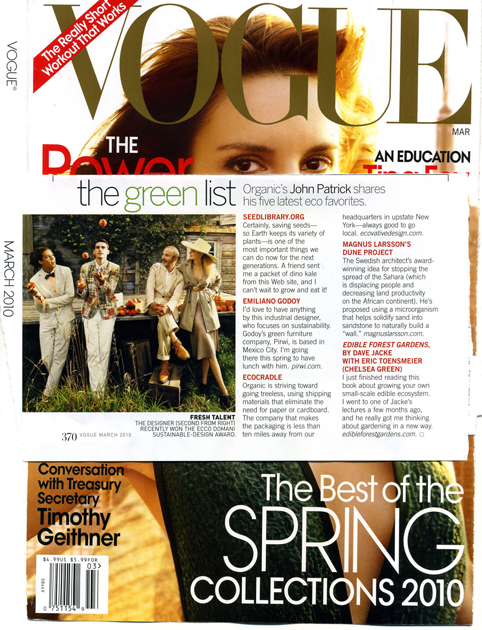 The Really Short
Workout That Works
VOGUE
VOGUE®
MARCH 2010
MAR
THE
Power
AN EDUCATION
Tina Fey
the green list
Organic's John Patrick shares
his five latest eco favorites.
SEEDLIBRARY.ORG
Certainly, saving seeds—
so Earth keeps its variety of
plants—is one of the
most important things we
can do now for the next
generations. A friend sent
me a packet of dino kale
from this Web site, and I
can't wait to grow and eat it!
EMILIANO GODOY
I'd love to have anything
by this industrial designer,
who focuses on sustainability.
Godoy's green furniture
company, Pirwi, is based in
Mexico City. I'm going
there this spring to have
lunch with him. pirwi.com.
ECOCRADLE
Organic is striving toward
going treeless, using shipping
materials that eliminate the
need for paper or cardboard.
The company that makes
the packaging is less than
ten miles away from our
headquarters in upstate New
York—always good to go
local. ecovativedesign.com.
MAGNUS LARSSON'S
DUNE PROJECT
The Swedish architect's award-
winning idea for stopping the
spread of the Sahara (which
is displacing people and
decreasing land productivity
on the African continent). He's
proposed using a microorganism
that helps solidify sand into
sandstone to naturally build a
"wall." magnuslarsson.com.
EDIBLE FOREST GARDENS,
BY DAVE JACKE
WITH ERIC TOENSMEIER
(CHELSEA GREEN)
I just finished reading this
book about growing your own
small-scale edible ecosystem.
I went to one of Jacke's
lectures a few months ago,
and he really got me thinking
about gardening in a new way.
edibleforestgardens.com. □
FRESH TALENT
THE DESIGNER (SECOND FROM RIGHT)
RECENTLY WON THE ECCO DOMANI
SUSTAINABLE-DESIGN AWARD.
370 VOGUE MARCH 2010
Conversation
with Treasury
Secretary
Timothy
Geithner
$4.99US $5.99FOR
03>
0 751154 9
The Best of the
SPRING
COLLECTIONS 2010